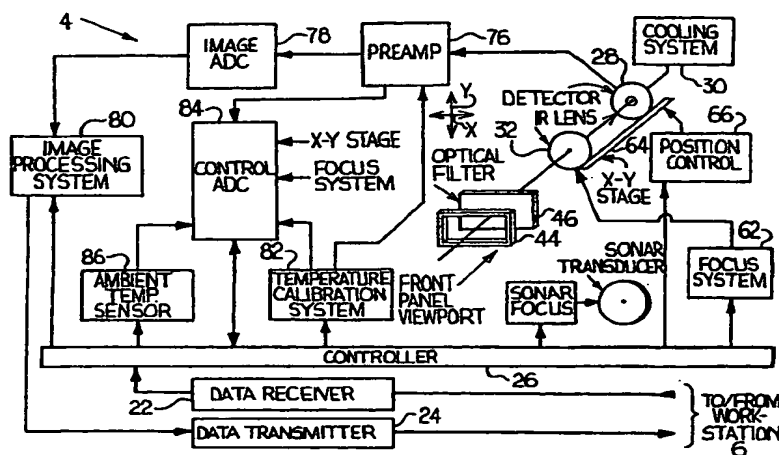 4
IMAGE
ADC
78
PREAMP
76
COOLING
SYSTEM
28
30
Y
X
DETECTOR
IR LENS
32
64
X-Y
STAGE
66
POSITION
CONTROL
80
IMAGE
PROCESSING
SYSTEM
84
CONTROL
ADC
X-Y STAGE
FOCUS
SYSTEM
OPTICAL
FILTER
46
44
FRONT
PANEL
VIEWPORT
62
FOCUS
SYSTEM
86
AMBIENT
TEMP.
SENSOR
82
TEMPERATURE
CALIBRATION
SYSTEM
SONAR
TRANSDUCER
SONAR
FOCUS
CONTROLLER
26
22
DATA RECEIVER
24
DATA TRANSMITTER
TO/FROM
WORK-
STATION
6